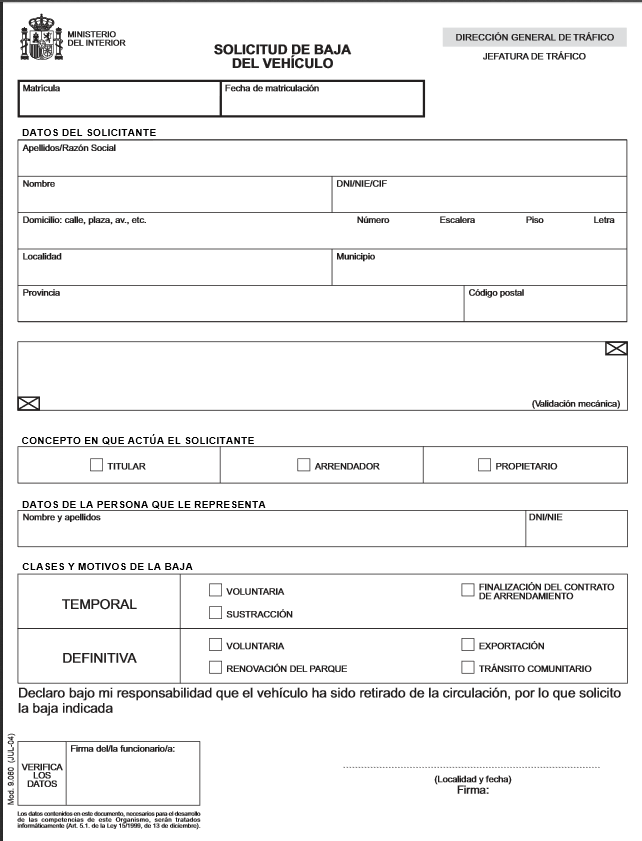 MINISTERIO
DEL INTERIOR
SOLICITUD DE BAJA
DEL VEHÍCULO
DIRECCIÓN GENERAL DE TRÁFICO
JEFATURA DE TRÁFICO
Matrícula Fecha de matriculación
DATOS DEL SOLICITANTE
Apellidos/Razón Social
Nombre DNI/NIE/CIF
Domicilio: calle, plaza, av., etc. Número Escalera Piso Letra
Localidad Municipio
Provincia Código postal
(Validación mecánica)
CONCEPTO EN QUE ACTÚA EL SOLICITANTE
TITULAR ARRENDADOR PROPIETARIO
DATOS DE LA PERSONA QUE LE REPRESENTA
Nombre y apellidos DNI/NIE
CLASES Y MOTIVOS DE LA BAJA
TEMPORAL
VOLUNTARIA
SUSTRACCIÓN
FINALIZACIÓN DEL CONTRATO
DE ARRENDAMIENTO
DEFINITIVA
VOLUNTARIA
RENOVACIÓN DEL PARQUE
EXPORTACIÓN
TRÁNSITO COMUNITARIO
Declaro bajo mi responsabilidad que el vehículo ha sido retirado de la circulación, por lo que solicito
la baja indicada
Mod. 9.060 (JUL-04)
VERIFICA
LOS
DATOS
Firma del/la funcionario/a:
(Localidad y fecha)
Firma:
Los datos contenidos en este documento, necesarios para el desarrollo
de las competencias de este Organismo, serán tratados
informáticamente (Art. 5.1. de la Ley 15/1999, de 13 de diciembre).